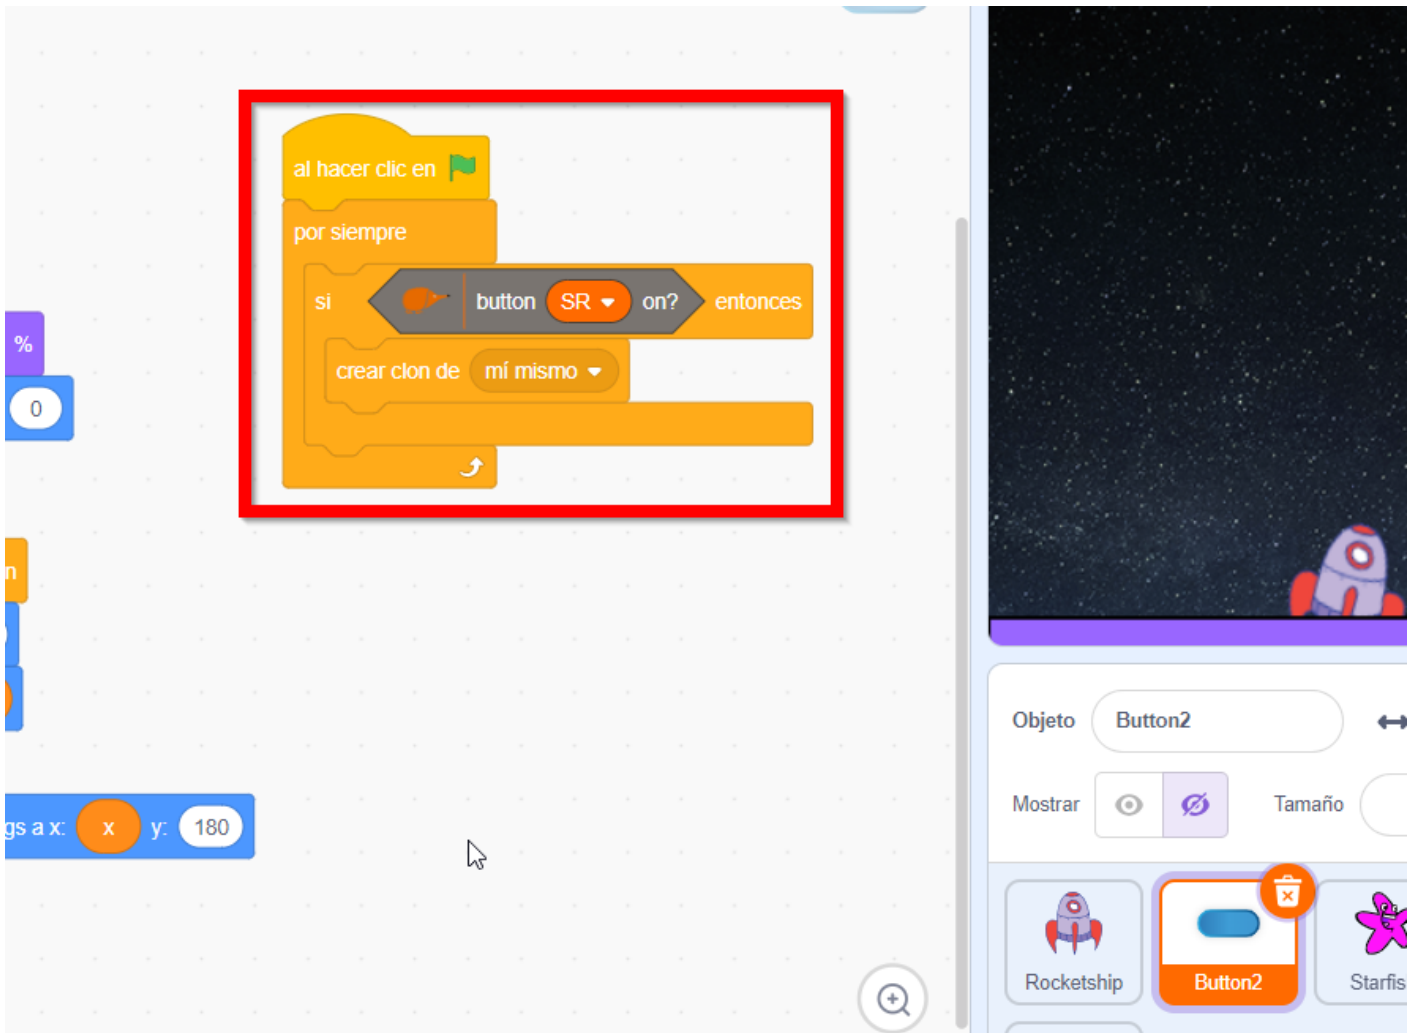 al hacer clic en
por siempre
si button SR on? entonces
crear clon de mí mismo
%
0
n
gs a x: x y: 180
Objeto Button2
Mostrar Tamaño
Rocketship Button2 Starfis